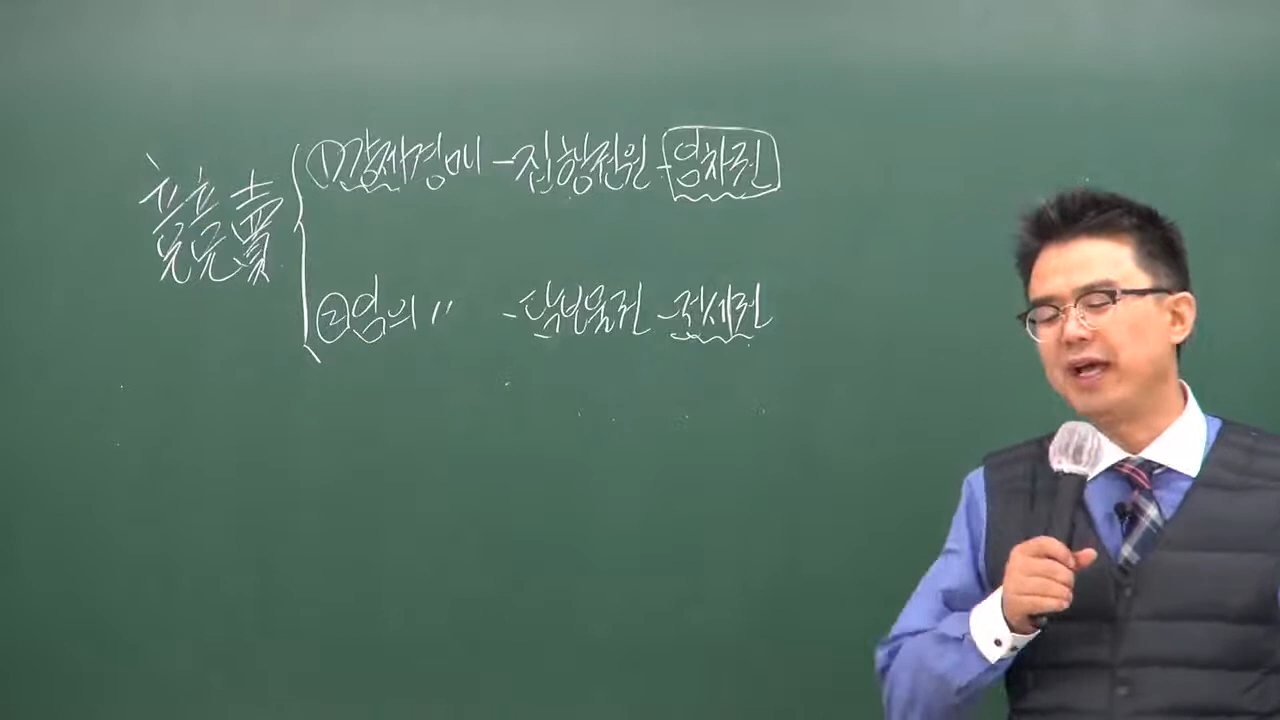 競賣
①강제경매 - 집행권원 - 임차권
②임의 〃 - 담보물권 - 전세권